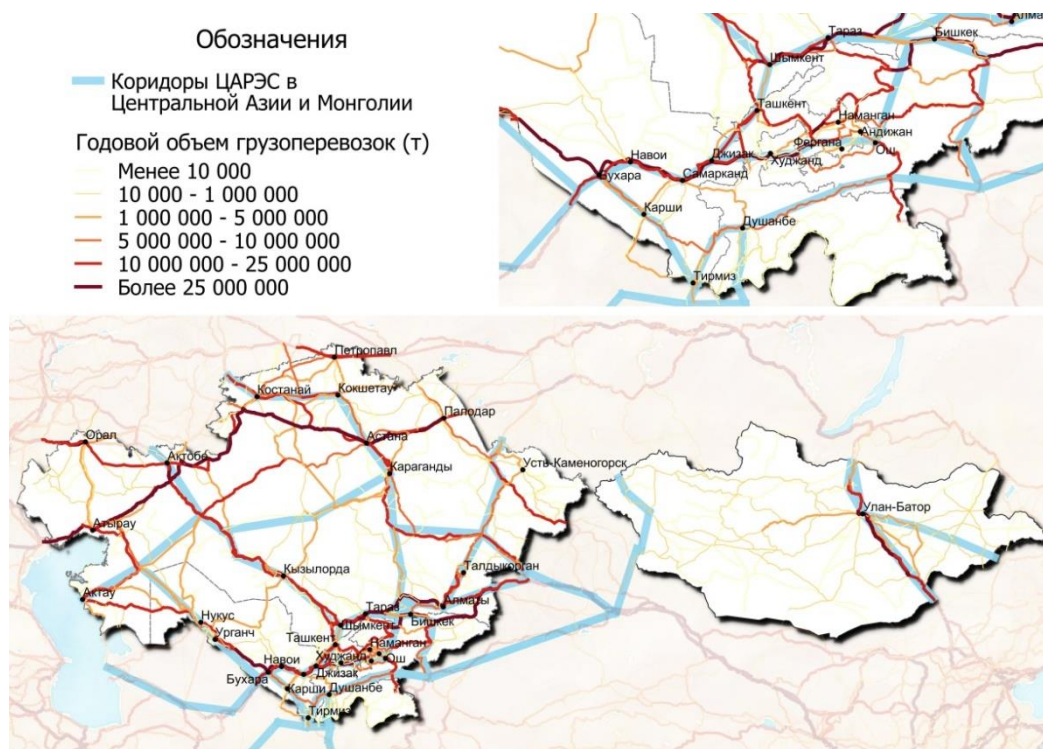 Обозначения
Коридоры ЦАРЭС в
Центральной Азии и Монголии
Годовой объем грузоперевозок (т)
Менее 10 000
10 000 - 1 000 000
1 000 000 - 5 000 000
5 000 000 - 10 000 000
10 000 000 - 25 000 000
Более 25 000 000
Алма
Тараз
Бишкек
Шымкент
Ташкент
Наманган
Андижан
Фергана
Ош
Навои
Джизак
Худжанд
Бухара
Самарканд
Карши
Душанбе
Тирмиз
Петропавл
Костанай
Кокшетау
Палодар
Орал
Астана
Актобе
Караганды
Усть-Каменогорск
Атырау
Улан-Батор
Кызылорда
Талдыкорган
Актау
Тараз
Алматы
Нукус
Шымкент
Бишкек
Урганч
Ташкент
Наманган
Навои
Худжанд
Ош
Бухара
Джизак
Карши
Душанбе
Тирмиз